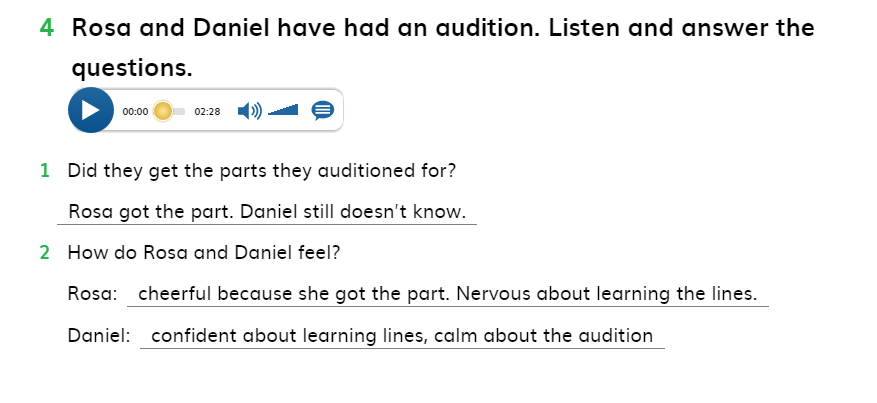 4 Rosa and Daniel have had an audition. Listen and answer the
questions.
00:00 02:28
1 Did they get the parts they auditioned for?
Rosa got the part. Daniel still doesn't know.
2 How do Rosa and Daniel feel?
Rosa: cheerful because she got the part. Nervous about learning the lines.
Daniel: confident about learning lines, calm about the audition